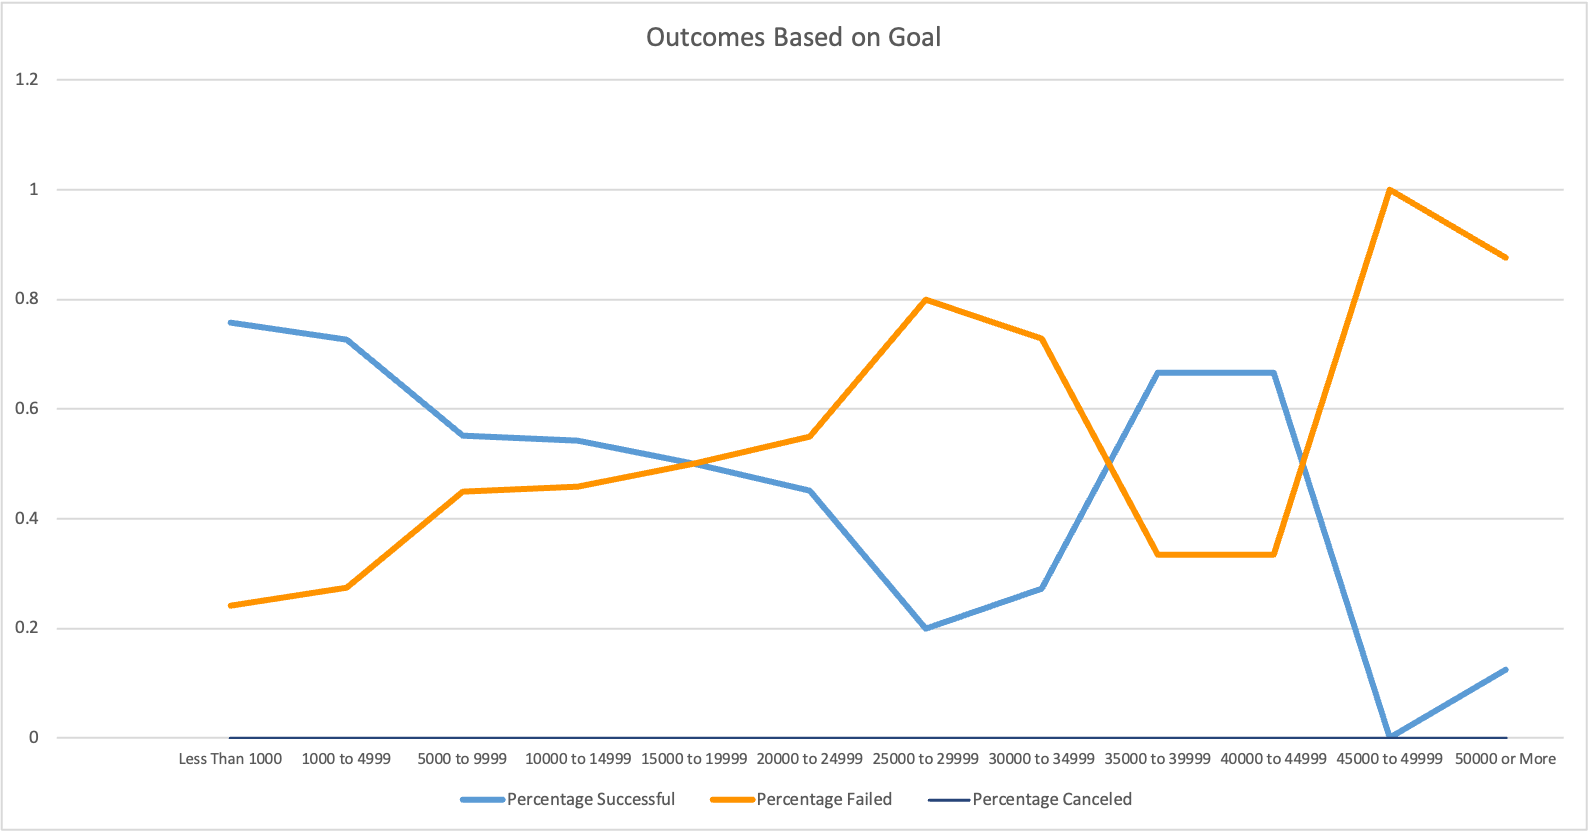 Outcomes Based on Goal
1.2
1
0.8
0.6
0.4
0.2
0
Less Than 1000 1000 to 4999 5000 to 9999 10000 to 14999 15000 to 19999 20000 to 24999 25000 to 29999 30000 to 34999 35000 to 39999 40000 to 44999 45000 to 49999 50000 or More
Percentage Successful Percentage Failed Percentage Canceled